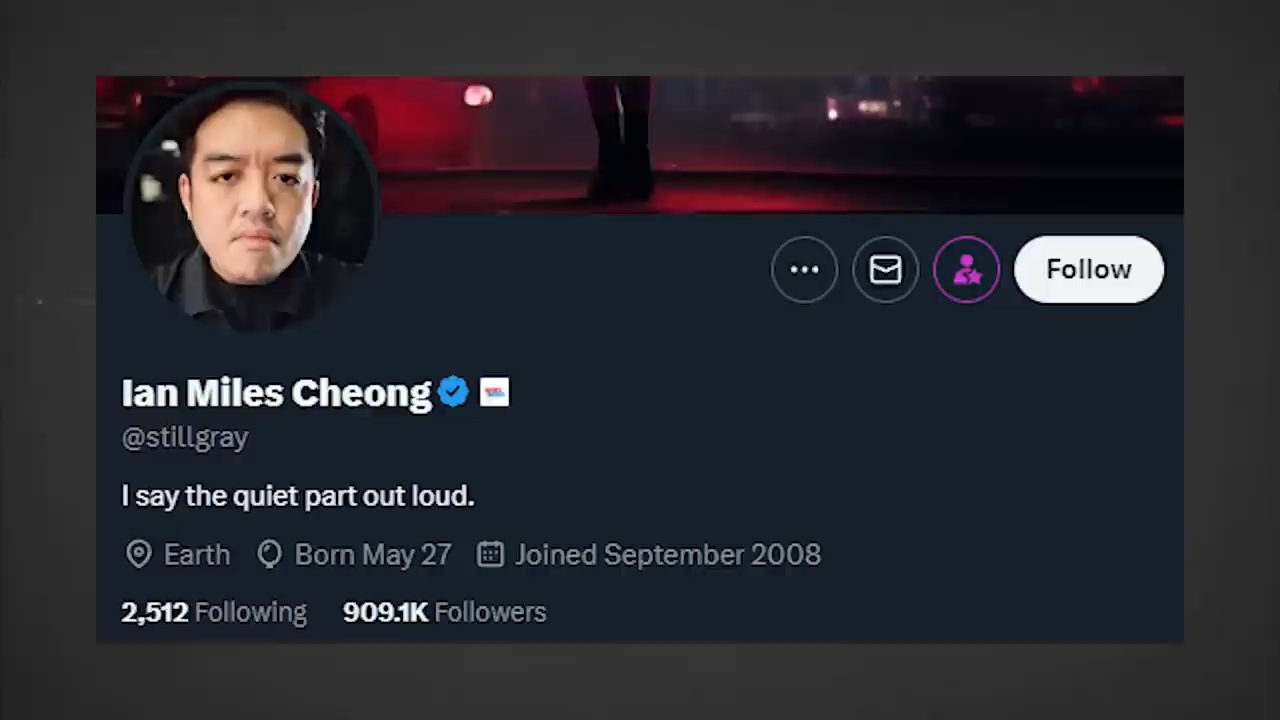 Follow
Ian Miles Cheong
@stillgray
I say the quiet part out loud.
Earth Born May 27 Joined September 2008
2,512 Following 909.1K Followers